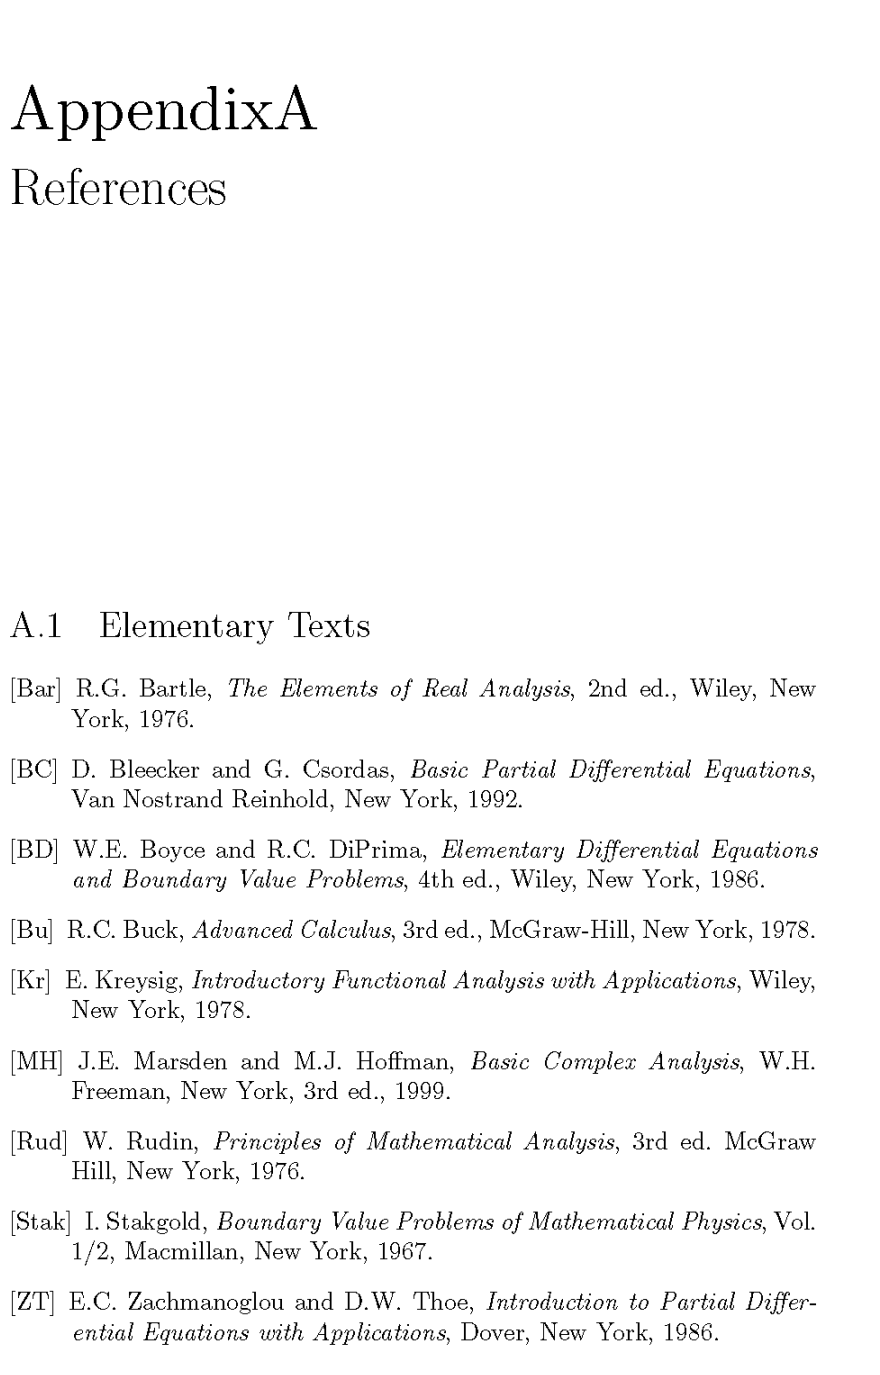 AppendixA
References
A.1 Elementary Texts
[Bar] R.G. Bartle, The Elements of Real Analysis, 2nd ed., Wiley, New
York, 1976.
[BC] D. Bleecker and G. Csordas, Basic Partial Differential Equations,
Van Nostrand Reinhold, New York, 1992.
[BD] W.E. Boyce and R.C. DiPrima, Elementary Differential Equations
and Boundary Value Problems, 4th ed., Wiley, New York, 1986.
[Bu] R.C. Buck, Advanced Calculus, 3rd ed., McGraw-Hill, New York, 1978.
[Kr] E. Kreysig, Introductory Functional Analysis with Applications, Wiley,
New York, 1978.
[MH] J.E. Marsden and M.J. Hoffman, Basic Complex Analysis, W.H.
Freeman, New York, 3rd ed., 1999.
[Rud] W. Rudin, Principles of Mathematical Analysis, 3rd ed. McGraw
Hill, New York, 1976.
[Stak] I. Stakgold, Boundary Value Problems of Mathematical Physics, Vol.
1/2, Macmillan, New York, 1967.
[ZT] E.C. Zachmanoglou and D.W. Thoe, Introduction to Partial Differ-
ential Equations with Applications, Dover, New York, 1986.